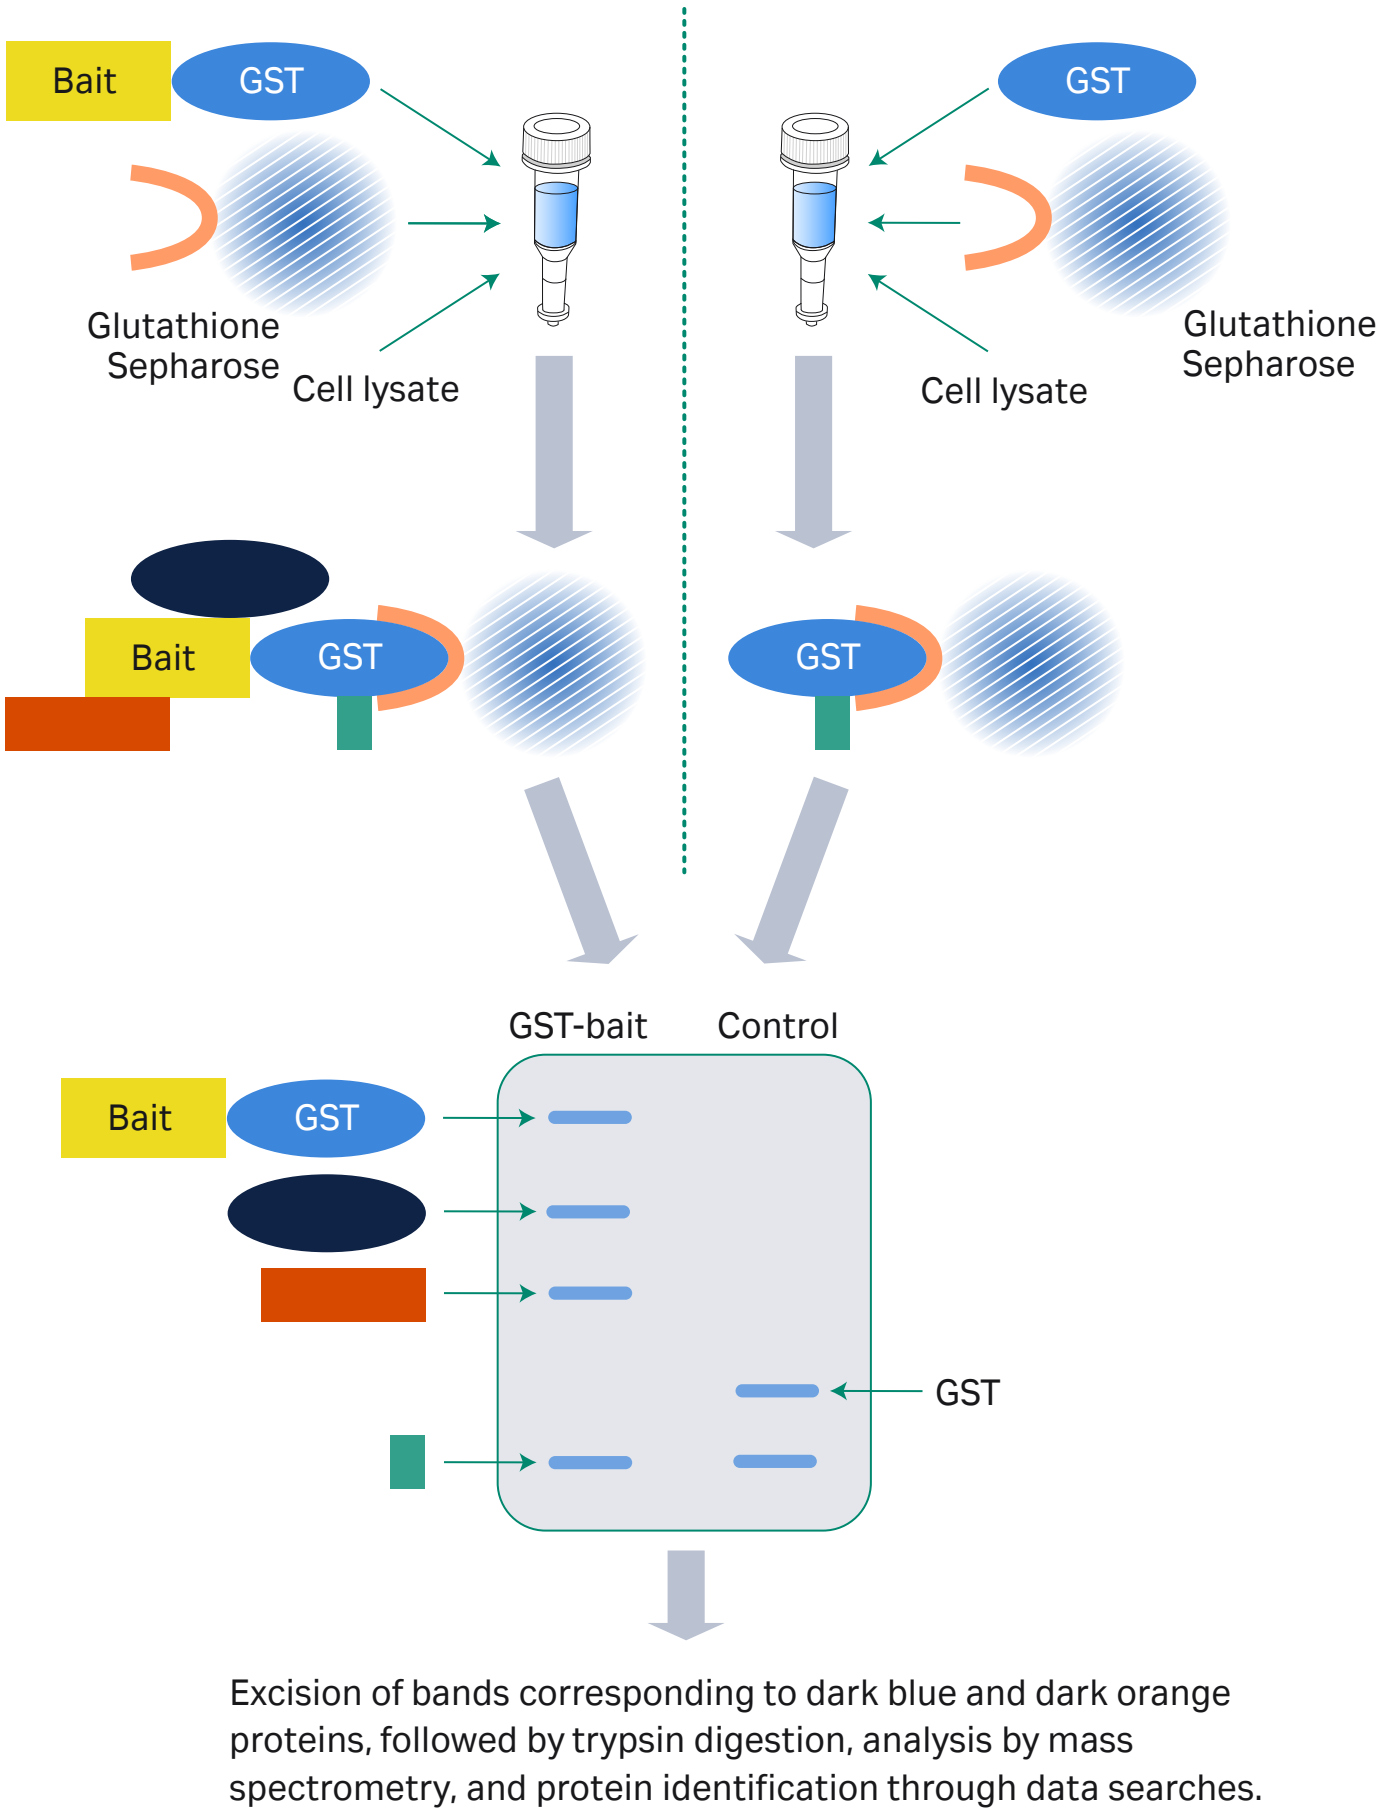 Bait
GST
GST
Glutathione
Sepharose
Cell lysate
Cell lysate
Glutathione
Sepharose
Bait
GST
GST
GST-bait
Control
Bait
GST
GST
Excision of bands corresponding to dark blue and dark orange
proteins, followed by trypsin digestion, analysis by mass
spectrometry, and protein identification through data searches.